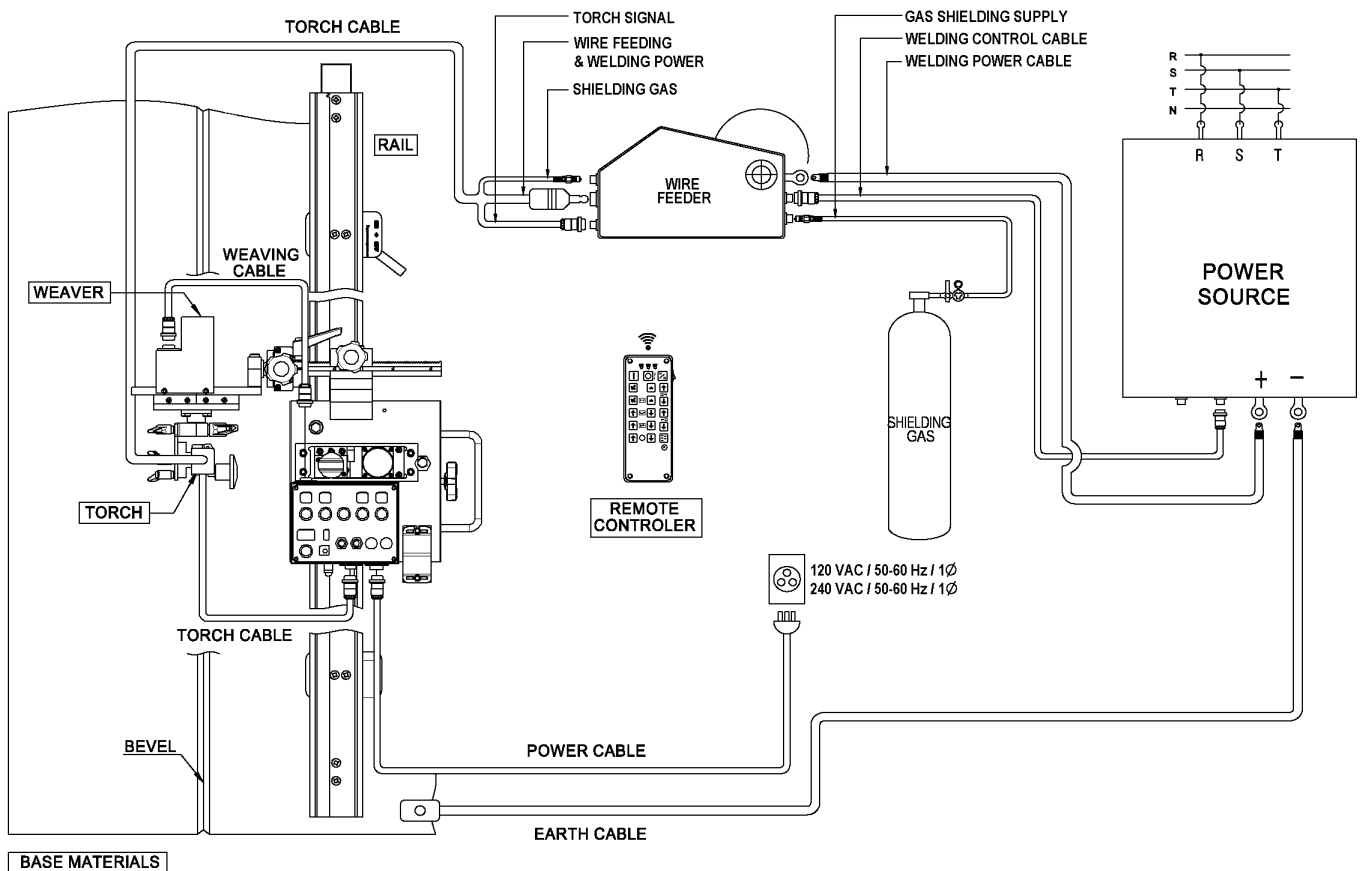 TORCH CABLE
TORCH SIGNAL
WIRE FEEDING
& WELDING POWER
SHIELDING GAS
GAS SHIELDING SUPPLY
WELDING CONTROL CABLE
WELDING POWER CABLE
R
S
T
N
R S T
RAIL
WIRE
FEEDER
WEAVING
CABLE
WEAVER
POWER
SOURCE
+ −
SHIELDING
GAS
TORCH
REMOTE
CONTROLER
120 VAC / 50-60 Hz / 1Ø
240 VAC / 50-60 Hz / 1Ø
TORCH CABLE
BEVEL
POWER CABLE
EARTH CABLE
BASE MATERIALS